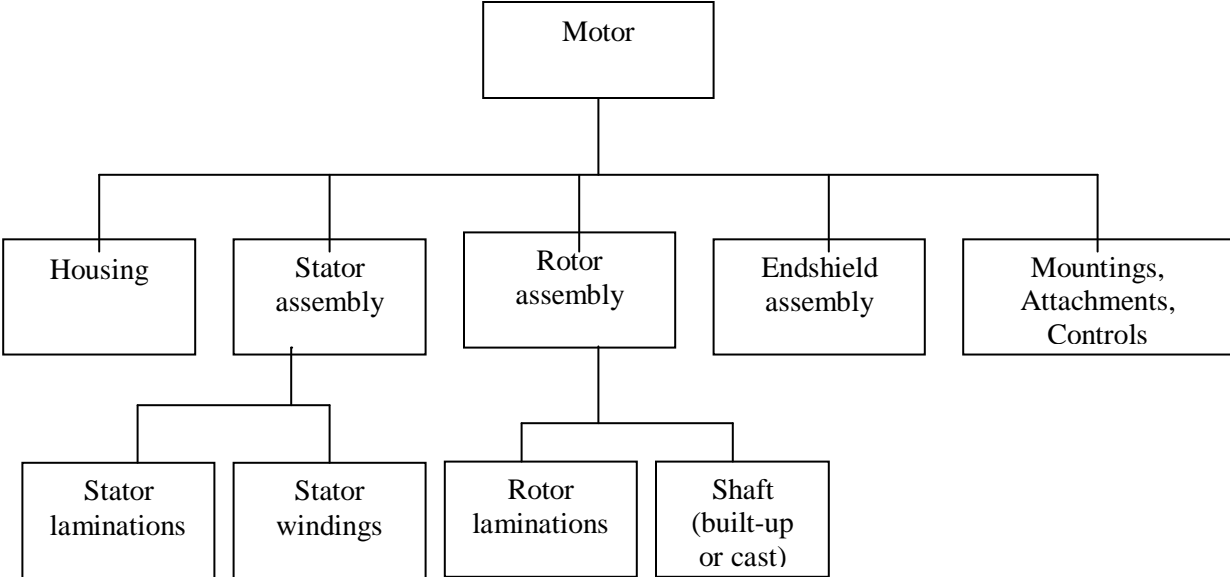 Motor
Housing
Stator
assembly
Rotor
assembly
Endshield
assembly
Mountings,
Attachments,
Controls
Stator
laminations
Stator
windings
Rotor
laminations
Shaft
(built-up
or cast)